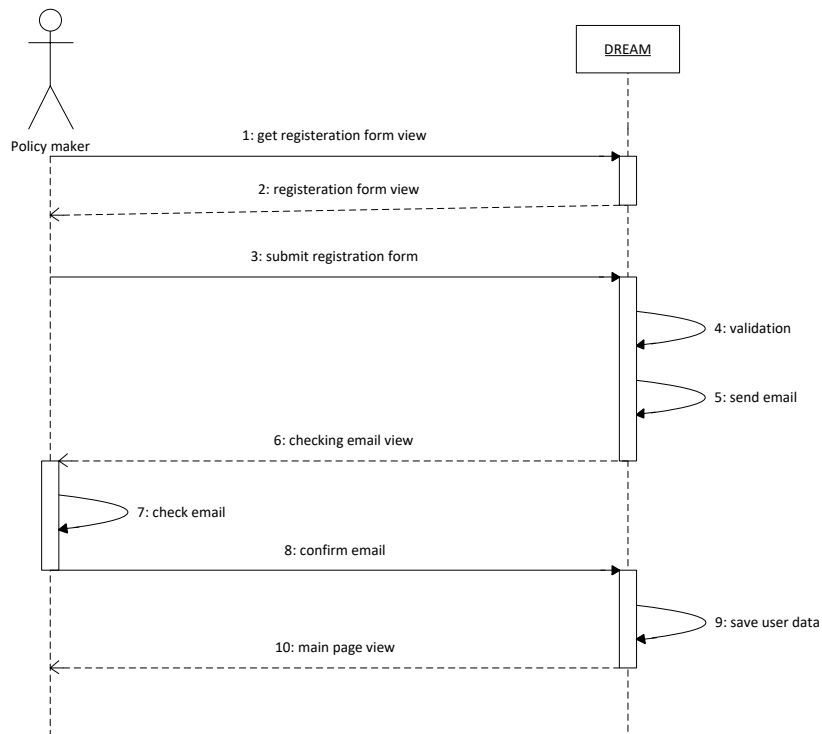 DREAM
Policy maker
1: get registeration form view
2: registeration form view
3: submit registration form
4: validation
5: send email
6: checking email view
7: check email
8: confirm email
9: save user data
10: main page view